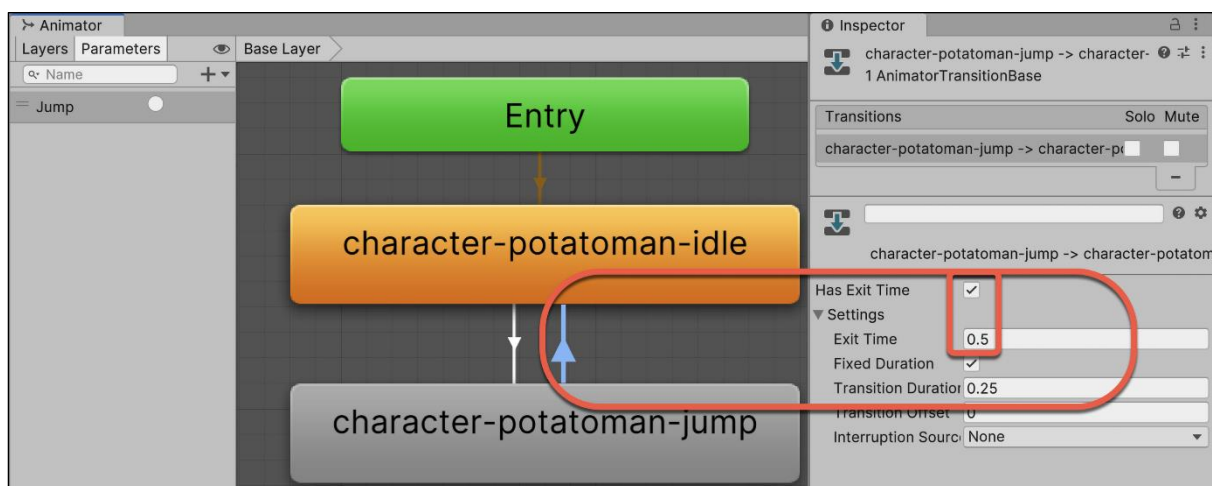 Animator
Layers Parameters
Name
Jump
Base Layer
Entry
character-potatoman-idle
character-potatoman-jump
Inspector
character-potatoman-jump -> character-
1 AnimatorTransitionBase
Transitions Solo Mute
character-potatoman-jump -> character-p
character-potatoman-jump -> character-potatom
Has Exit Time
Settings
Exit Time 0.5
Fixed Duration
Transition Duration 0.25
Transition Offset 0
Interruption Sourc None